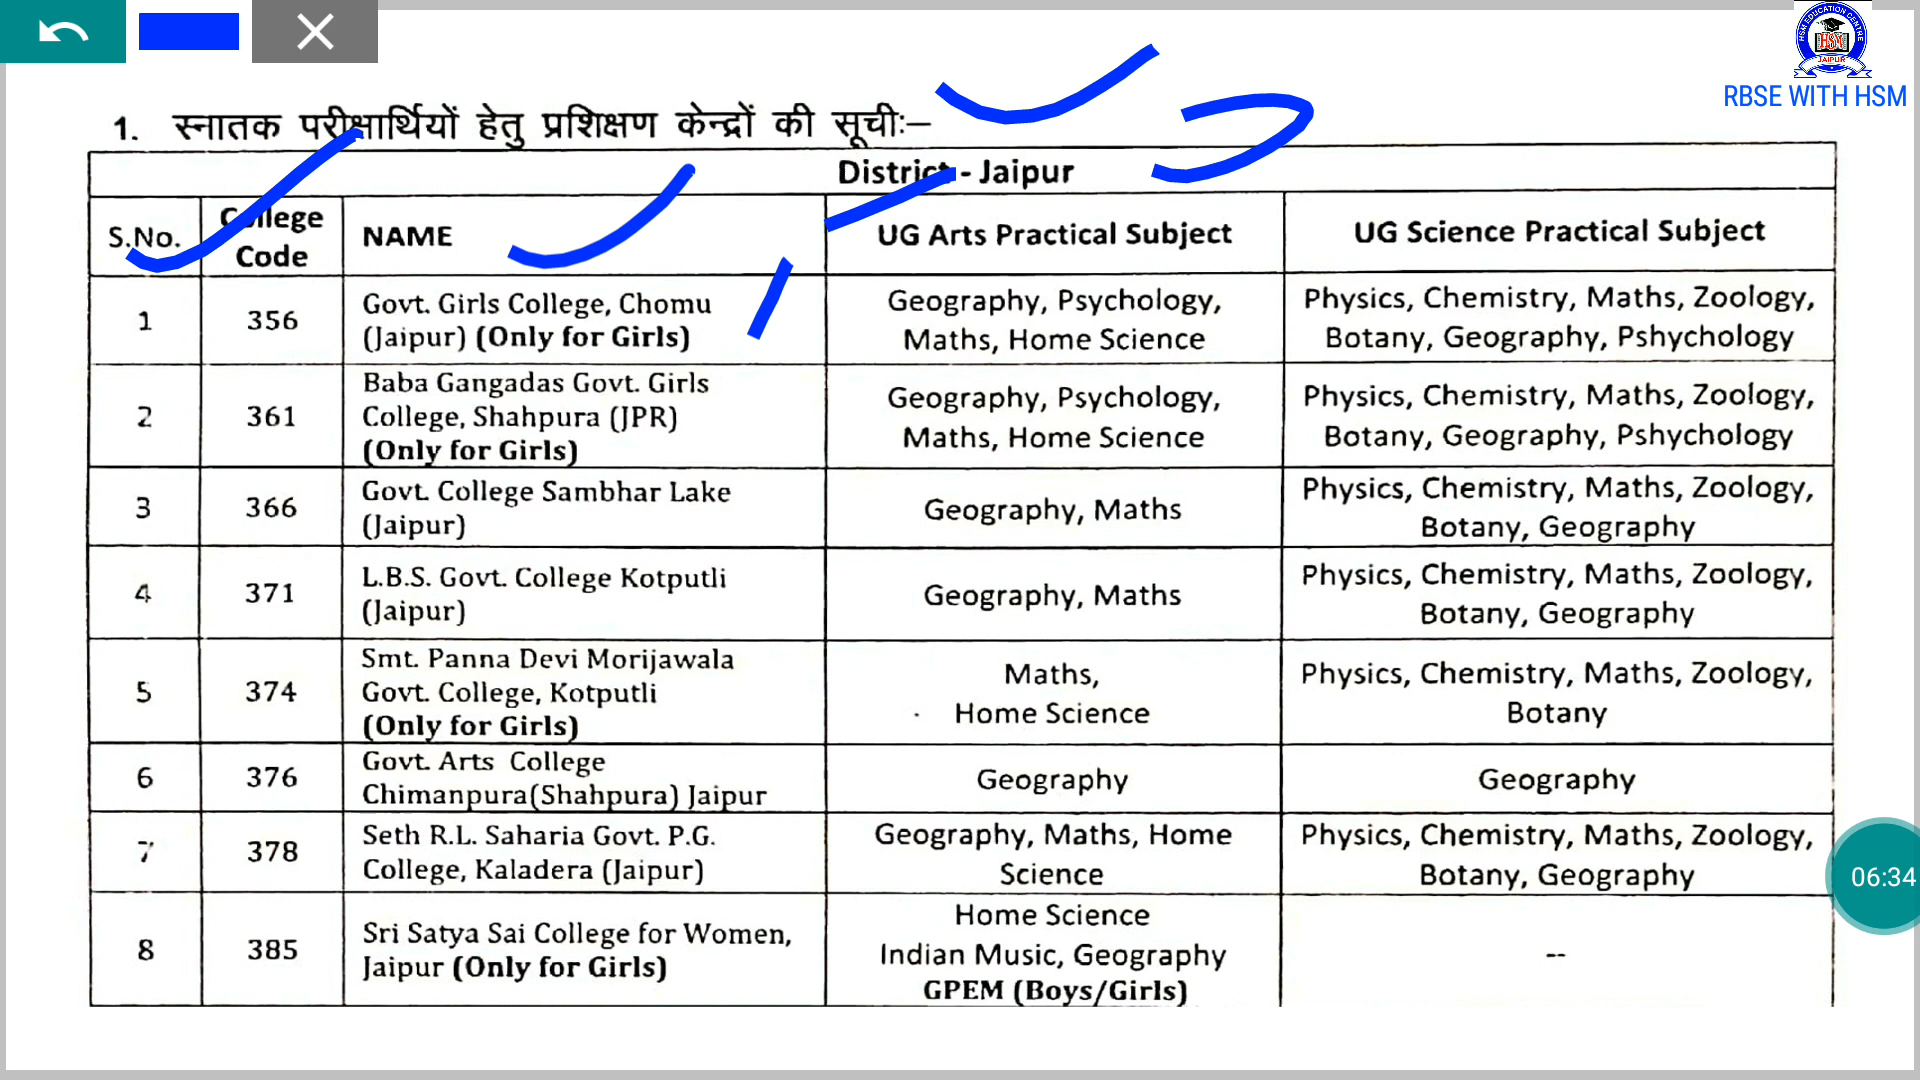 HSM EDUCATION CENTRE
HSM
JAIPUR
RBSE WITH HSM
1. स्नातक परीक्षार्थियों हेतु प्रशिक्षण केन्द्रों की सूचीः–
District - Jaipur
S.No. College Code NAME UG Arts Practical Subject UG Science Practical Subject
1 356 Govt. Girls College, Chomu Geography, Psychology, Physics, Chemistry, Maths, Zoology,
(Jaipur) (Only for Girls) Maths, Home Science Botany, Geography, Pshychology
Baba Gangadas Govt. Girls
2 361 College, Shahpura (JPR) Geography, Psychology, Physics, Chemistry, Maths, Zoology,
(Only for Girls) Maths, Home Science Botany, Geography, Pshychology
3 366 Govt. College Sambhar Lake Geography, Maths Physics, Chemistry, Maths, Zoology,
(Jaipur) Botany, Geography
4 371 L.B.S. Govt. College Kotputli Geography, Maths Physics, Chemistry, Maths, Zoology,
(Jaipur) Botany, Geography
Smt. Panna Devi Morijawala
5 374 Govt. College, Kotputli Maths, Physics, Chemistry, Maths, Zoology,
(Only for Girls) Home Science Botany
6 376 Govt. Arts College Geography Geography
Chimanpura(Shahpura) Jaipur
7 378 Seth R.L. Saharia Govt. P.G. Geography, Maths, Home Physics, Chemistry, Maths, Zoology,
College, Kaladera (Jaipur) Science Botany, Geography
Home Science
8 385 Sri Satya Sai College for Women, Indian Music, Geography --
Jaipur (Only for Girls) GPEM (Boys/Girls)
06:34